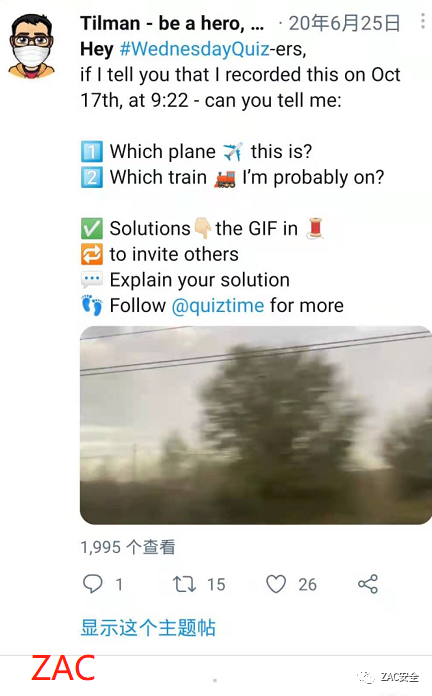 Tilman - be a hero, ... · 20年6月25日
Hey #WednesdayQuiz-ers,
if I tell you that I recorded this on Oct
17th, at 9:22 - can you tell me:
1️⃣ Which plane ✈️ this is?
2️⃣ Which train 🚂 I’m probably on?
✅ Solutions👇🏻the GIF in 🧵
🔁 to invite others
💬 Explain your solution
👣 Follow @quiztime for more
1,995 个查看
1 15 26
显示这个主题帖
ZAC
ZAC安全